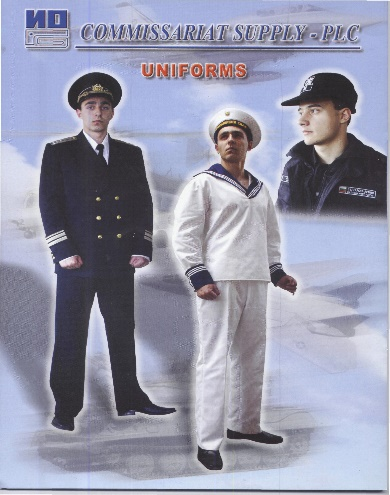 ИО
COMMISSARIAT SUPPLY - PLC
UNIFORMS